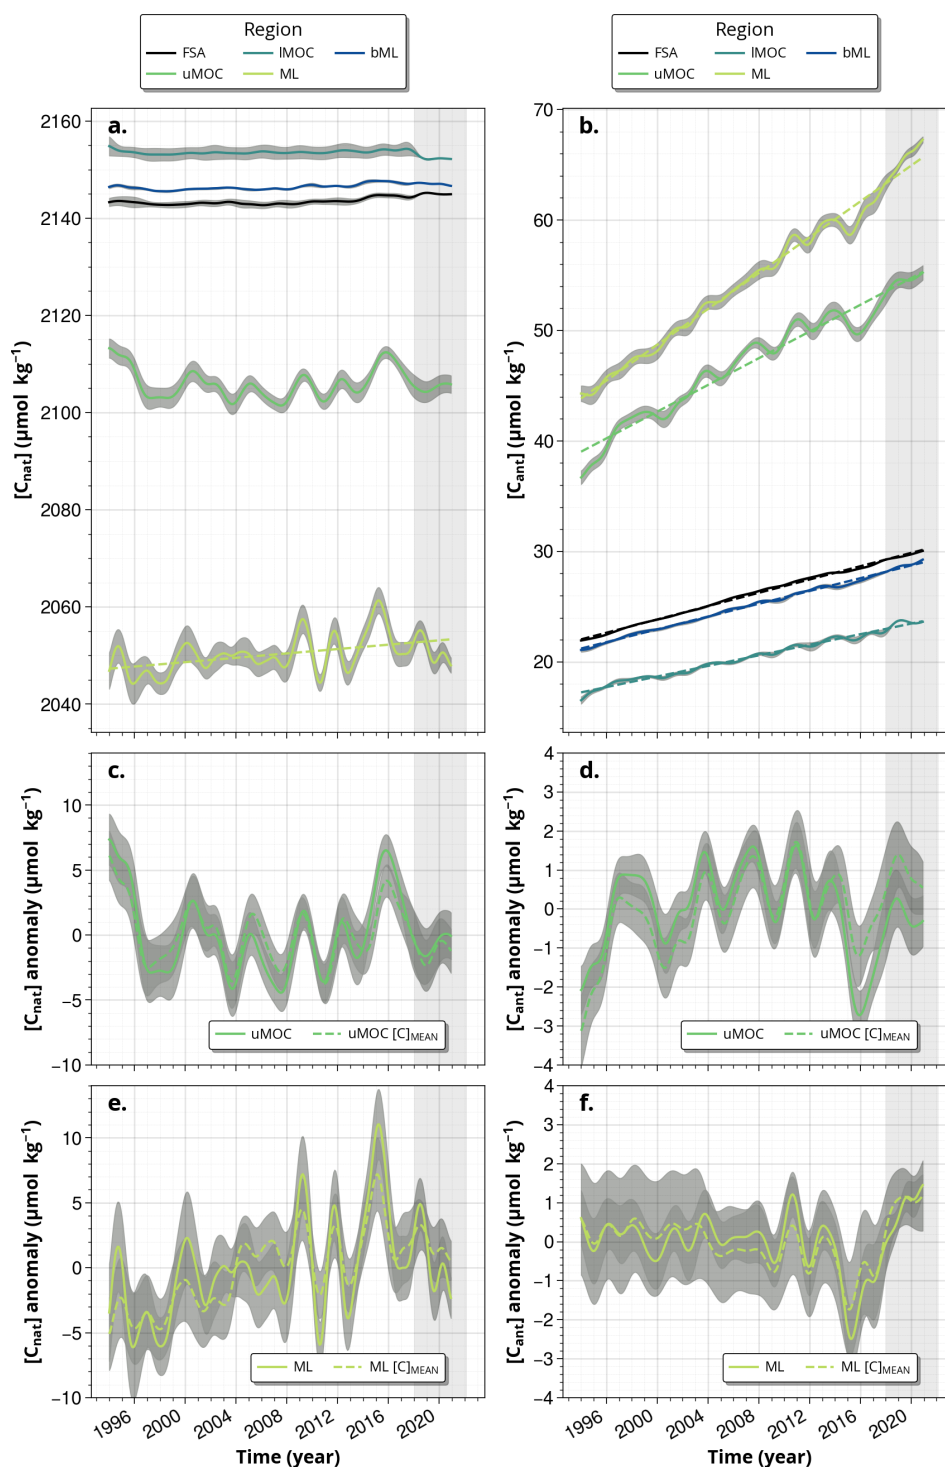 Region
FSA lMOC bML
uMOC ML
Region
FSA lMOC bML
uMOC ML
a.
2160
2140
2120
2100
2080
2060
2040
[Cnat] (µmol kg−1)
b.
70
60
50
40
30
20
[Cant] (µmol kg−1)
c.
10
5
0
−5
−10
[Cnat] anomaly (µmol kg−1)
uMOC uMOC [C]MEAN
d.
4
3
2
1
0
−1
−2
−3
−4
[Cant] anomaly (µmol kg−1)
uMOC uMOC [C]MEAN
e.
10
5
0
−5
−10
[Cnat] anomaly (µmol kg−1)
ML ML [C]MEAN
1996 2000 2004 2008 2012 2016 2020
Time (year)
f.
4
3
2
1
0
−1
−2
−3
−4
[Cant] anomaly (µmol kg−1)
ML ML [C]MEAN
1996 2000 2004 2008 2012 2016 2020
Time (year)